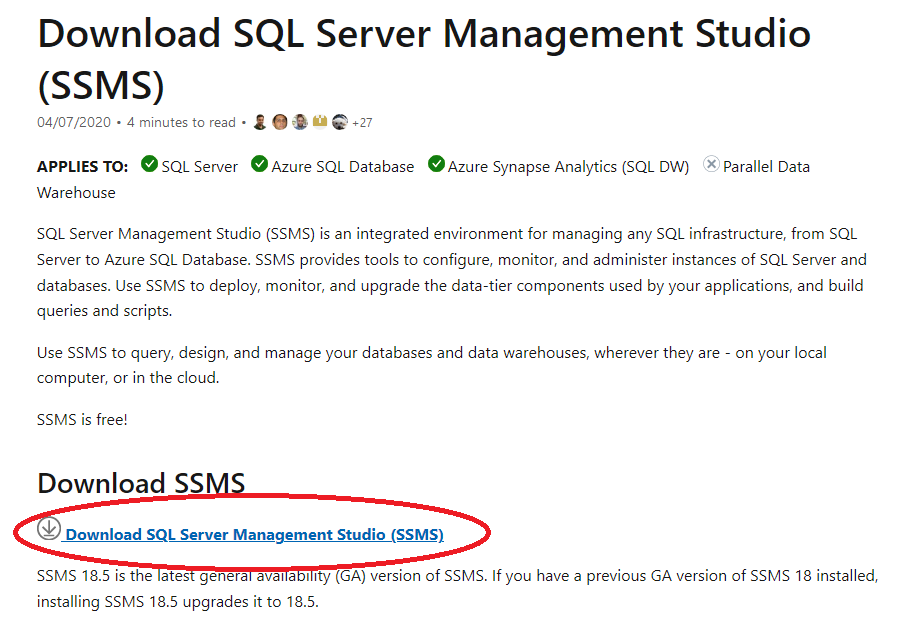 Download SQL Server Management Studio
(SSMS)
04/07/2020 • 4 minutes to read • +27
APPLIES TO: SQL Server Azure SQL Database Azure Synapse Analytics (SQL DW) Parallel Data
Warehouse
SQL Server Management Studio (SSMS) is an integrated environment for managing any SQL infrastructure, from SQL
Server to Azure SQL Database. SSMS provides tools to configure, monitor, and administer instances of SQL Server and
databases. Use SSMS to deploy, monitor, and upgrade the data-tier components used by your applications, and build
queries and scripts.
Use SSMS to query, design, and manage your databases and data warehouses, wherever they are - on your local
computer, or in the cloud.
SSMS is free!
Download SSMS
Download SQL Server Management Studio (SSMS)
SSMS 18.5 is the latest general availability (GA) version of SSMS. If you have a previous GA version of SSMS 18 installed,
installing SSMS 18.5 upgrades it to 18.5.